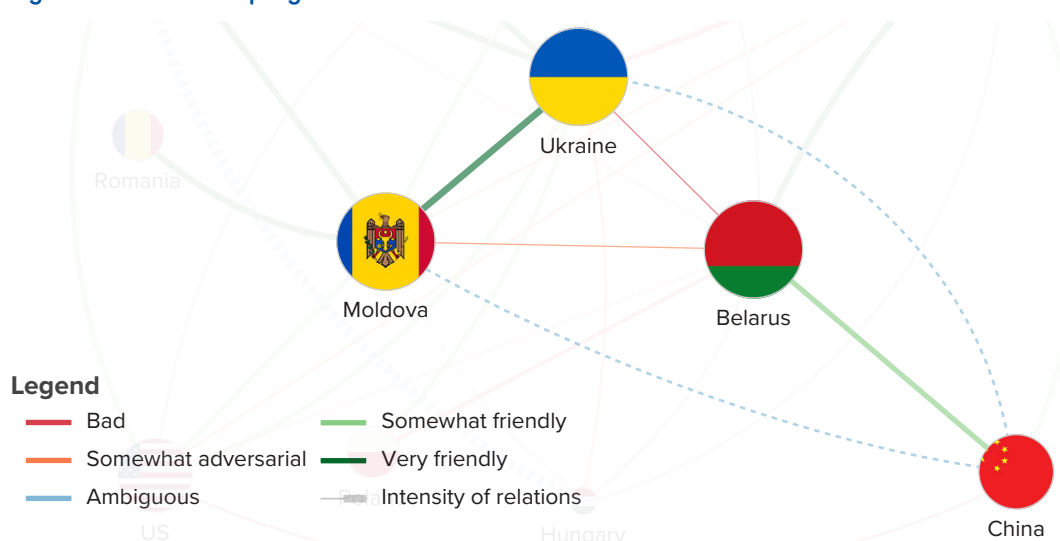 Ukraine
Romania
Moldova
Belarus
Legend
Bad
Somewhat friendly
Somewhat adversarial
Very friendly
Ambiguous
Intensity of relations
US
Hungary
China